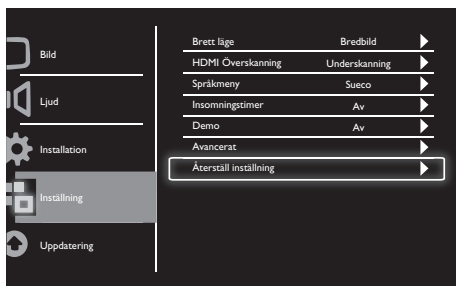 Bild
Ljud
Installation
Inställning
Uppdatering
Brett läge Bredbild
HDMI Överskanning Underskanning
Språkmeny Sueco
Insomningstimer Av
Demo Av
Avancerat
Återställ inställning